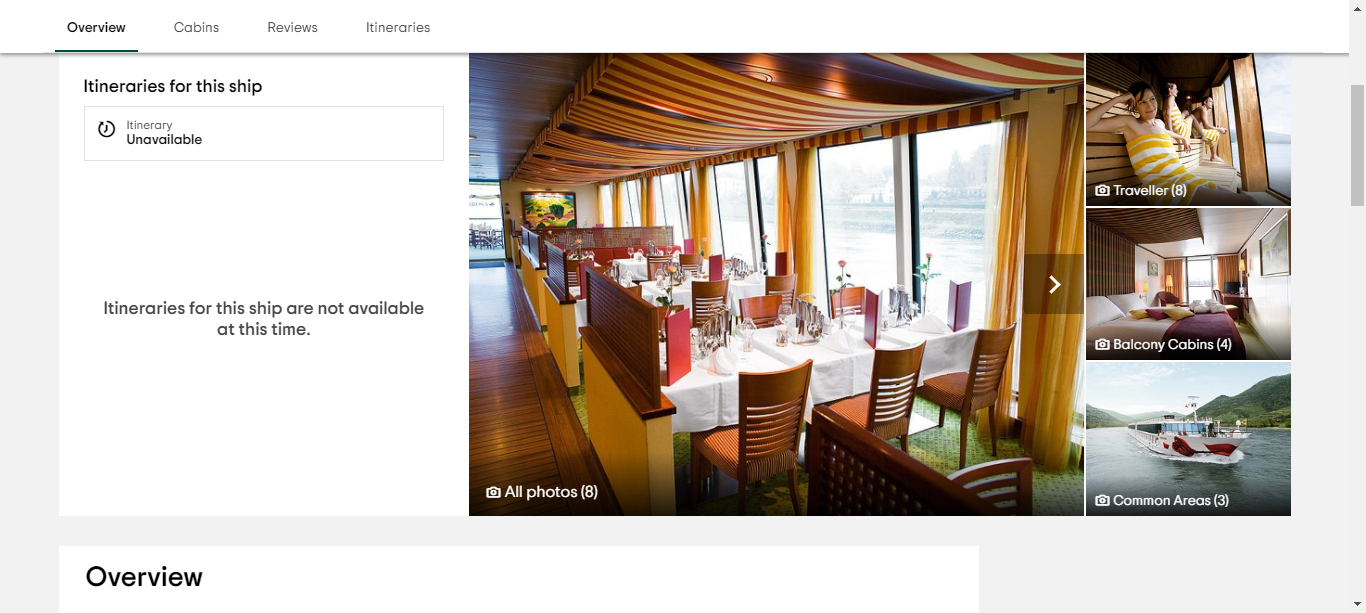 Overview
Cabins
Reviews
Itineraries
Itineraries for this ship
Itinerary
Unavailable
Itineraries for this ship are not available
at this time.
All photos (8)
Traveller (8)
Balcony Cabins (4)
Common Areas (3)
Overview